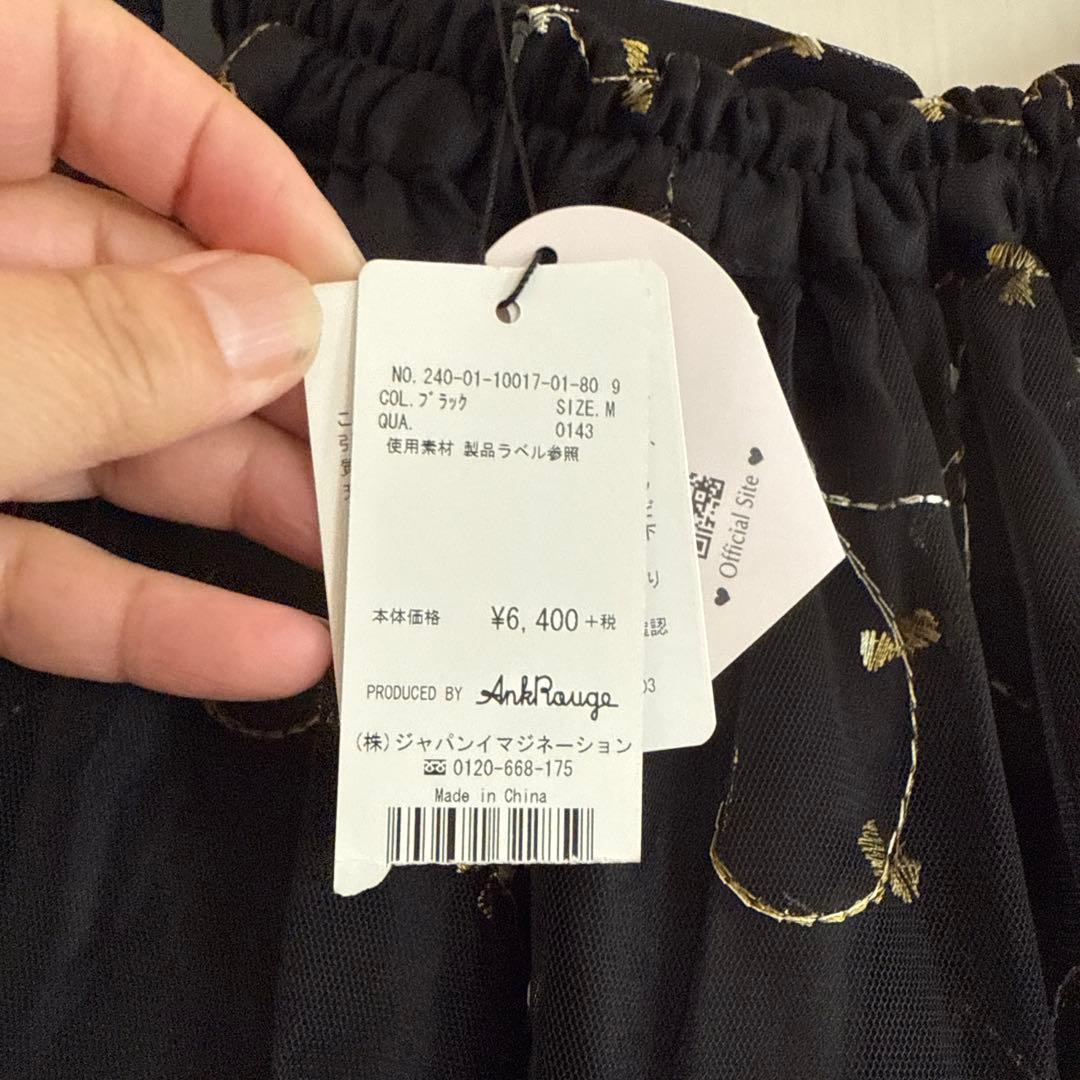 NO. 240-01-10017-01-80 9
COL. ﾌﾞﾗｯｸ SIZE. M
QUA. 0143
使用素材 製品ラベル参照
本体価格 ¥6,400 +税
PRODUCED BY AnkRouge
(株)ジャパンイマジネーション
0120-668-175
Made in China
♥ Official Site ♥